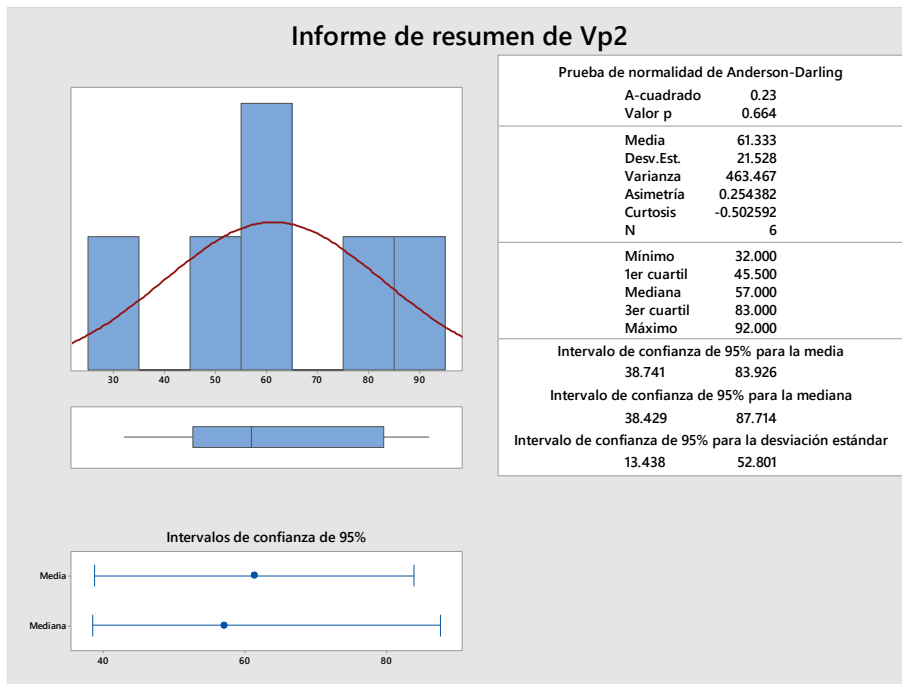 Informe de resumen de Vp2
30 40 50 60 70 80 90
Intervalos de confianza de 95%
Media
Mediana
40 60 80
Prueba de normalidad de Anderson-Darling
A-cuadrado 0.23
Valor p 0.664
Media 61.333
Desv.Est. 21.528
Varianza 463.467
Asimetría 0.254382
Curtosis -0.502592
N 6
Mínimo 32.000
1er cuartil 45.500
Mediana 57.000
3er cuartil 83.000
Máximo 92.000
Intervalo de confianza de 95% para la media
38.741 83.926
Intervalo de confianza de 95% para la mediana
38.429 87.714
Intervalo de confianza de 95% para la desviación estándar
13.438 52.801